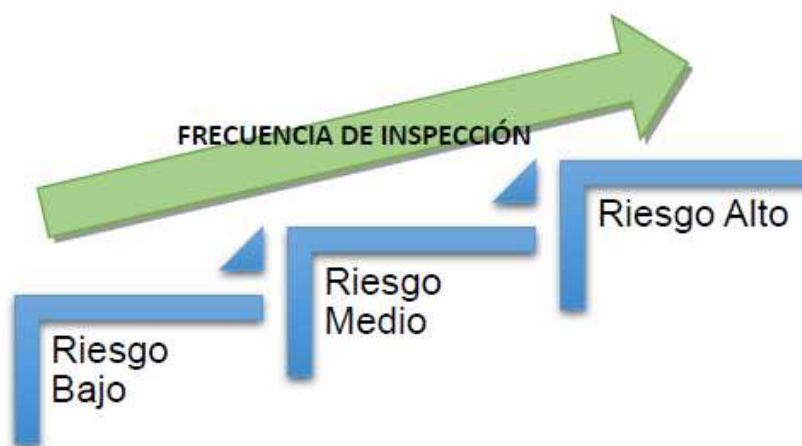 FRECUENCIA DE INSPECCIÓN
Riesgo Alto
Riesgo
Medio
Riesgo
Bajo